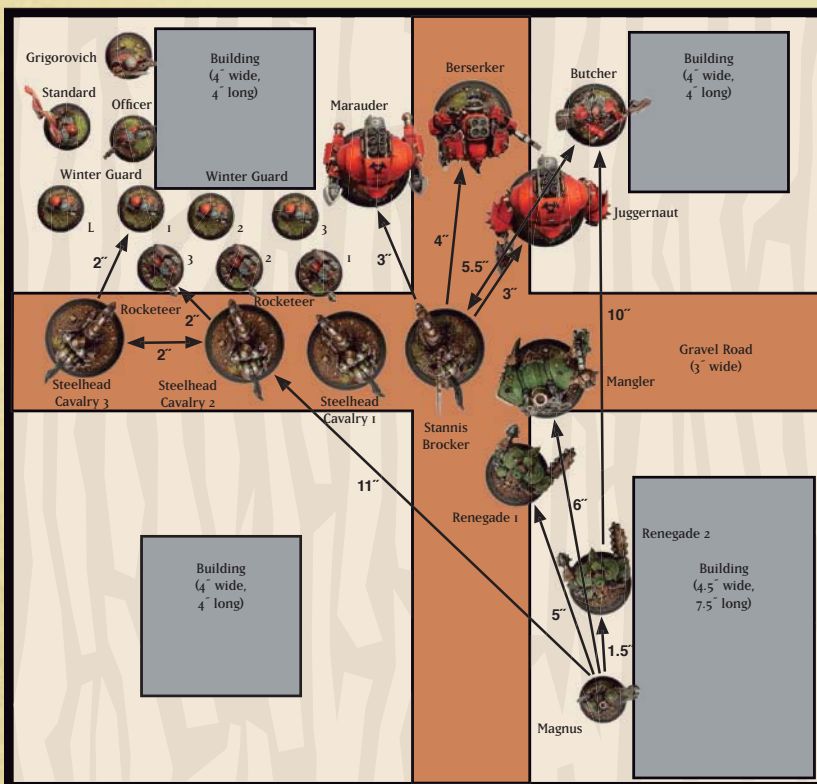 Grigorovich
Standard
Officer
Building
(4˝ wide,
4˝ long)
Marauder
Berserker
Butcher
Building
(4˝ wide,
4˝ long)
Winter Guard
Winter Guard
L
1
2
3
Juggernaut
3
2
1
2˝
2˝
2˝
3˝
4˝
5.5˝
3˝
10˝
Rocketeer
Rocketeer
Steelhead
Cavalry 3
Steelhead
Cavalry 2
Steelhead
Cavalry 1
Stannis
Brocker
Mangler
Gravel Road
(3˝ wide)
11˝
Renegade 1
6˝
5˝
Renegade 2
1.5˝
Building
(4˝ wide,
4˝ long)
Building
(4.5˝ wide,
7.5˝ long)
Magnus